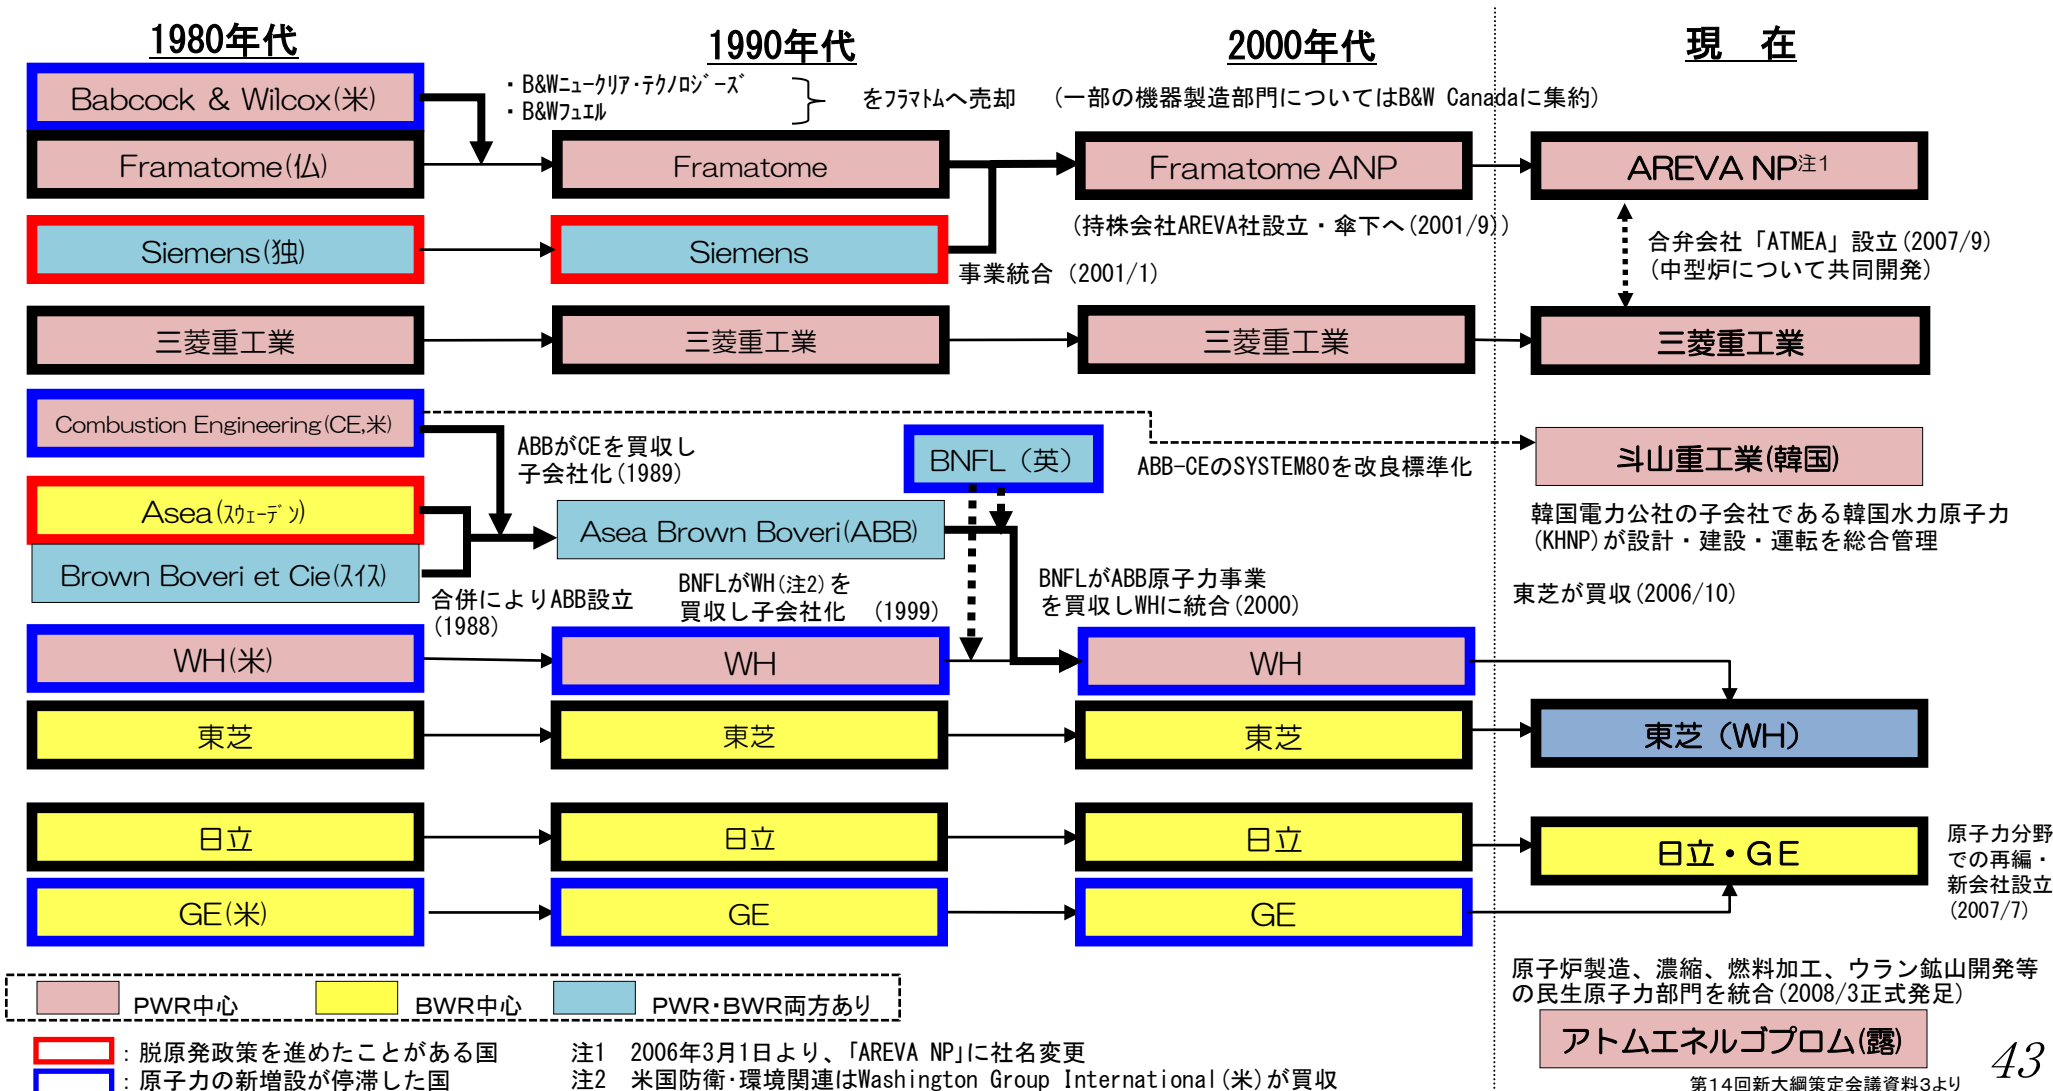 1980年代
1990年代
2000年代
現　在
Babcock & Wilcox(米)
・B&Wニュークリア・テクノロジーズ
・B&Wフュエル
をフラマトムへ売却
(一部の機器製造部門についてはB&W Canadaに集約)
Framatome(仏)
Framatome
Framatome ANP
AREVA NP注1
(持株会社AREVA社設立・傘下へ(2001/9))
Siemens(独)
Siemens
事業統合 (2001/1)
合弁会社「ATMEA」設立(2007/9)
(中型炉について共同開発)
三菱重工業
三菱重工業
三菱重工業
三菱重工業
Combustion Engineering(CE,米)
ABBがCEを買収し
子会社化(1989)
BNFL（英）
ABB-CEのSYSTEM80を改良標準化
斗山重工業(韓国)
韓国電力公社の子会社である韓国水力原子力
(KHNP)が設計・建設・運転を総合管理
Asea(スウェーデン)
Asea Brown Boveri(ABB)
Brown Boveri et Cie(スイス)
合併によりABB設立
(1988)
BNFLがWH(注2)を
買収し子会社化　(1999)
BNFLがABB原子力事業
を買収しWHに統合(2000)
東芝が買収(2006/10)
WH(米)
WH
WH
東芝
東芝
東芝
東芝（WH）
日立
日立
日立
日立・GE
原子力分野
での再編・
新会社設立
(2007/7)
GE(米)
GE
GE
原子炉製造、濃縮、燃料加工、ウラン鉱山開発等
の民生原子力部門を統合(2008/3正式発足)
アトムエネルゴプロム(露)
PWR中心
BWR中心
PWR・BWR両方あり
：脱原発政策を進めたことがある国
：原子力の新増設が停滞した国
注1　2006年3月1日より、「AREVA NP」に社名変更
注2　米国防衛・環境関連はWashington Group International(米)が買収
第14回新大綱策定会議資料3より
43